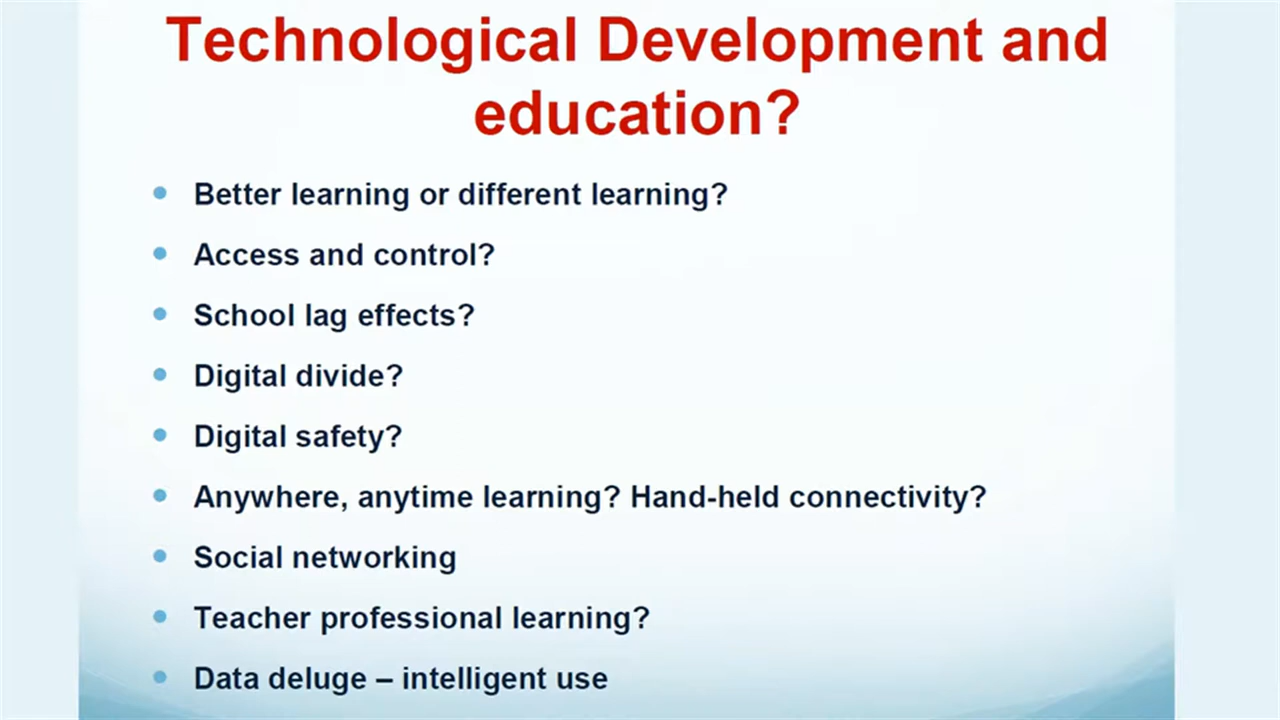 Technological Development and
education?
Better learning or different learning?
Access and control?
School lag effects?
Digital divide?
Digital safety?
Anywhere, anytime learning? Hand-held connectivity?
Social networking
Teacher professional learning?
Data deluge – intelligent use